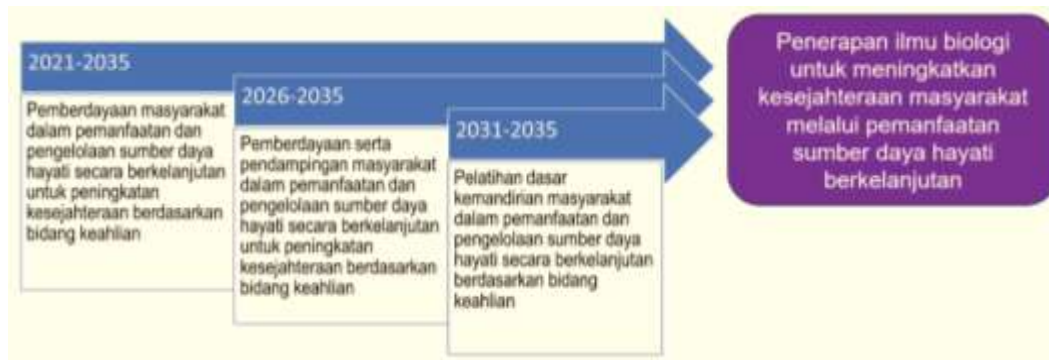 2021-2035
Pemberdayaan masyarakat
dalam pemanfaatan dan
pengelolaan sumber daya
hayati secara berkelanjutan
untuk peningkatan
kesejahteraan berdasarkan
bidang keahlian
2026-2035
Pemberdayaan serta
pendampingan masyarakat
dalam pemanfaatan dan
pengelolaan sumber daya
hayati secara berkelanjutan
untuk peningkatan
kesejahteraan berdasarkan
bidang keahlian
2031-2035
Pelatihan dasar
kemandirian masyarakat
dalam pemanfaatan dan
pengelolaan sumber daya
hayati secara berkelanjutan
berdasarkan bidang
keahlian
Penerapan ilmu biologi
untuk meningkatkan
kesejahteraan masyarakat
melalui pemanfaatan
sumber daya hayati
berkelanjutan